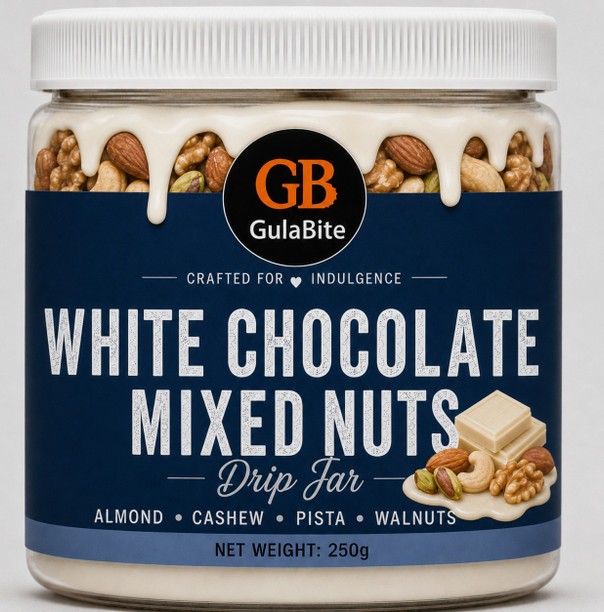 GB
GulaBite
CRAFTED FOR ♥ INDULGENCE
WHITE CHOCOLATE
MIXED NUTS
Drip Jar
ALMOND • CASHEW • PISTA • WALNUTS
NET WEIGHT: 250g